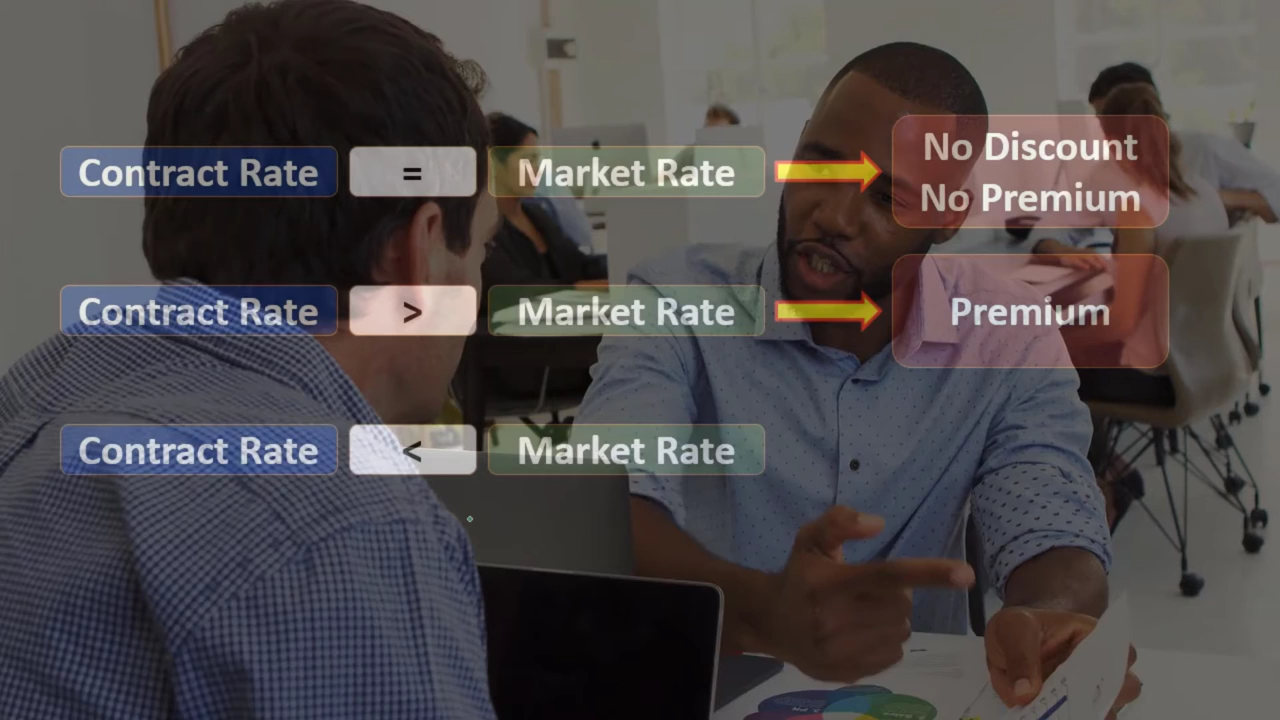 Contract Rate = Market Rate No Discount
No Premium
Contract Rate > Market Rate Premium
Contract Rate < Market Rate